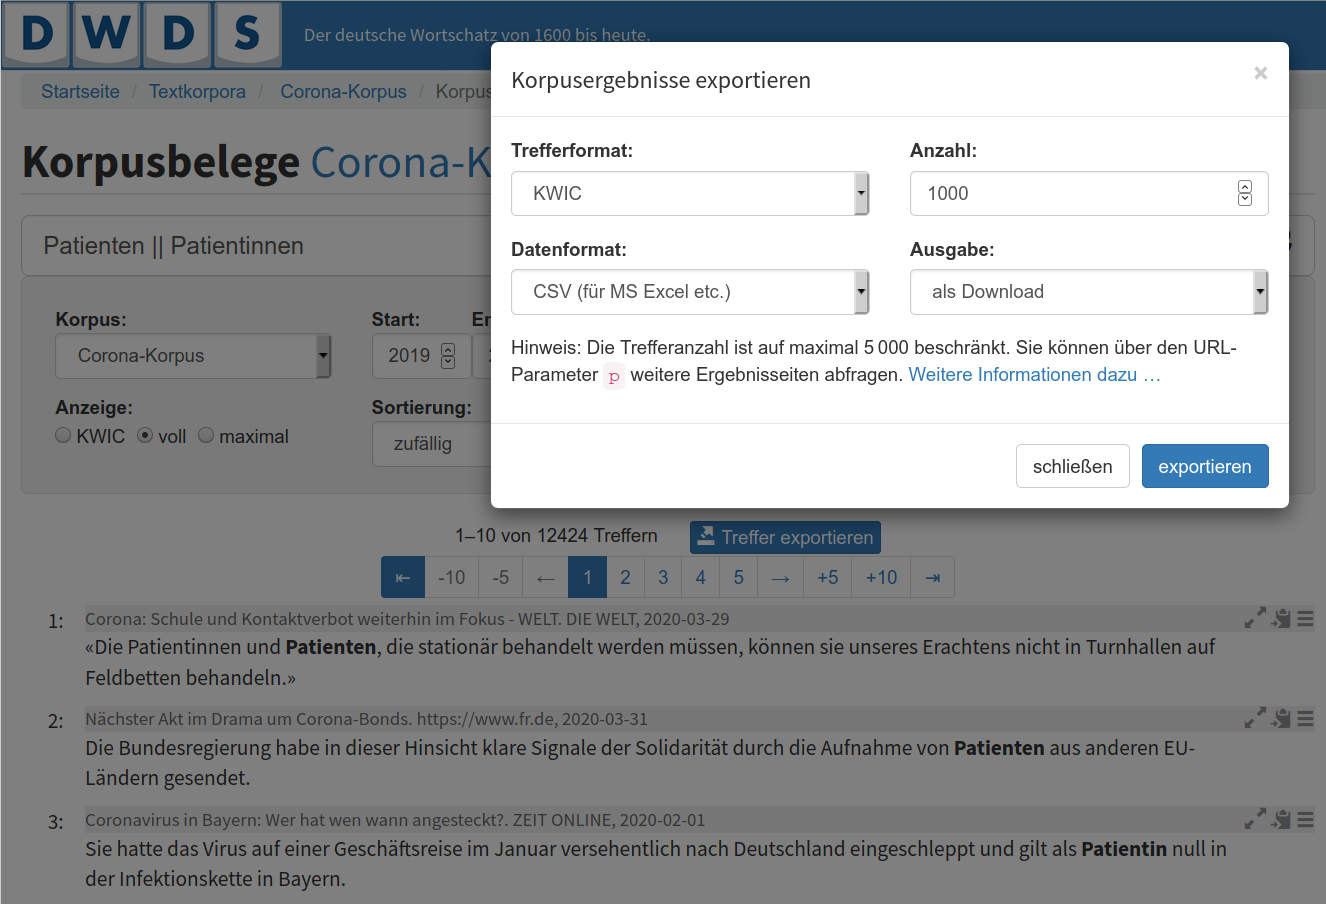 DWDS
Der deutsche Wortschatz von 1600 bis heute.
Startseite / Textkorpora / Corona-Korpus /
Korpusbelege
Patienten || Patientinnen
Korpus:
Corona-Korpus
Start:
2019
Anzeige:
KWIC voll maximal
Sortierung:
zufällig
Korpusergebnisse exportieren
×
Trefferformat:
KWIC
Anzahl:
1000
Datenformat:
CSV (für MS Excel etc.)
Ausgabe:
als Download
Hinweis: Die Trefferanzahl ist auf maximal 5 000 beschränkt. Sie können über den URL-
Parameter p weitere Ergebnisseiten abfragen. Weitere Informationen dazu …
schließen
exportieren
1–10 von 12424 Treffern
Treffer exportieren
⇤ -10 -5 ← 1 2 3 4 5 → +5 +10 ⇥
1: Corona: Schule und Kontaktverbot weiterhin im Fokus - WELT. DIE WELT, 2020-03-29
«Die Patientinnen und Patienten, die stationär behandelt werden müssen, können sie unseres Erachtens nicht in Turnhallen auf
Feldbetten behandeln.»
2: Nächster Akt im Drama um Corona-Bonds. https://www.fr.de, 2020-03-31
Die Bundesregierung habe in dieser Hinsicht klare Signale der Solidarität durch die Aufnahme von Patienten aus anderen EU-
Ländern gesendet.
3: Coronavirus in Bayern: Wer hat wen wann angesteckt?. ZEIT ONLINE, 2020-02-01
Sie hatte das Virus auf einer Geschäftsreise im Januar versehentlich nach Deutschland eingeschleppt und gilt als Patientin null in
der Infektionskette in Bayern.